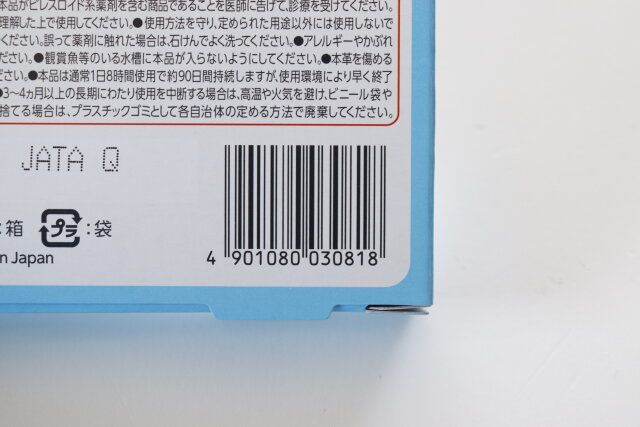 本品がピレスロイド系薬剤を含む商品であることを医師に告げて、診療を受けてください。
理解した上で使用してください。●使用方法を守り、定められた用途以外には使用しないで
ください。誤って薬剤に触れた場合は、石けんでよく洗ってください。●アレルギーやかぶれ
ださい。●観賞魚等のいる水槽に本品が入らないようにしてください。●本革を傷める
ださい。●本品は通常1日8時間使用で約90日間持続しますが、使用環境により早く終了
●3〜4ヵ月以上の長期にわたり使用を中断する場合は、高温や火気を避け、ビニール袋や
捨てる場合は、プラスチックゴミとして各自治体の定める方法で廃棄してください。
JATA Q
:箱 プラ :袋
n Japan
4 901080 030818